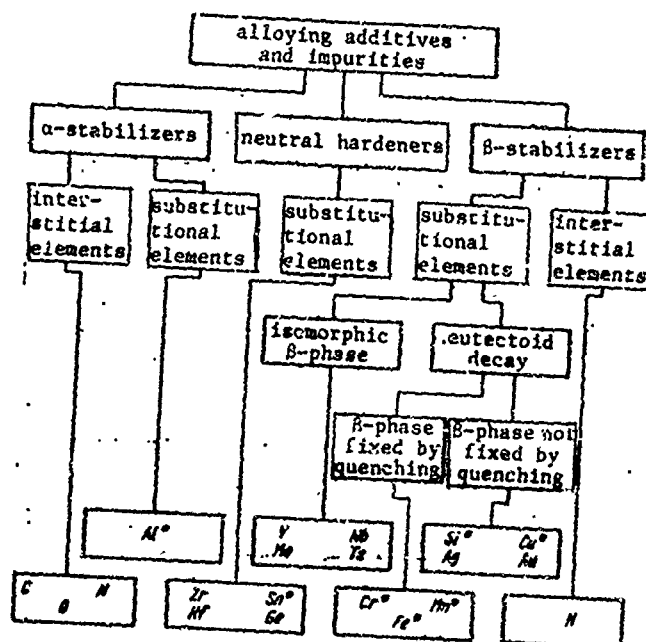 alloying additives
and impurities
α-stabilizers
neutral hardeners
β-stabilizers
inter-
stitial
elements
substitu-
tional
elements
substitu-
tional
elements
substitu-
tional
elements
inter-
stitial
elements
isomorphic
β-phase
eutectoid
decay
β-phase
fixed by
quenching
β-phase not
fixed by
quenching
Al*
V Nb
Mo Ta
Si* Cu*
Ag Au
C N
O
Zr Sn*
Hf Ge
Cr* Mn*
Fe*
H